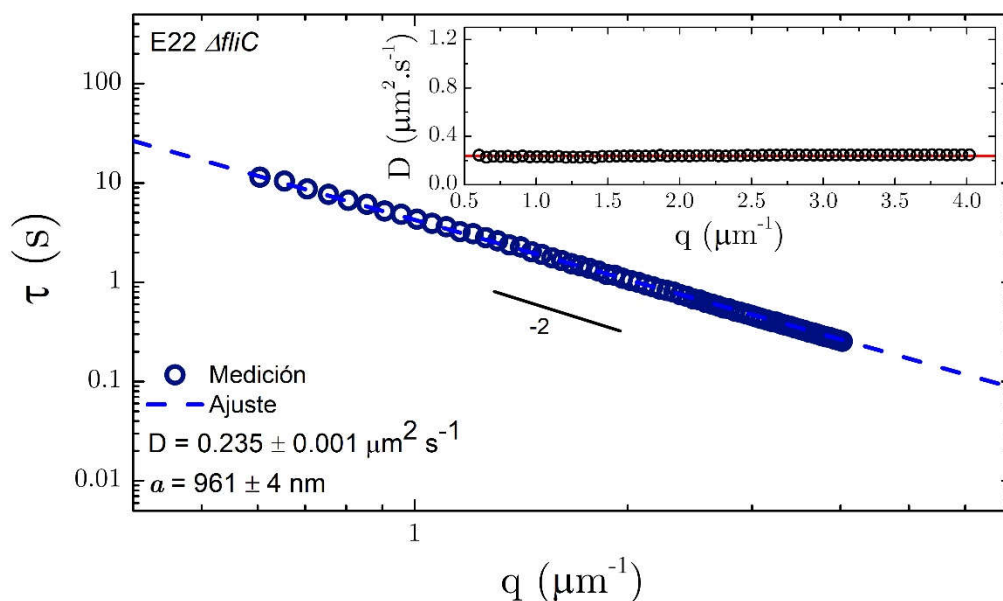 E22 ΔfliC
τ (s)
100
10
1
0.1
0.01
D (μm².s⁻¹)
1.2
0.8
0.4
0.0
0.5 1.0 1.5 2.0 2.5 3.0 3.5 4.0
q (μm⁻¹)
-2
Medición
Ajuste
D = 0.235 ± 0.001 μm² s⁻¹
a = 961 ± 4 nm
1
q (μm⁻¹)